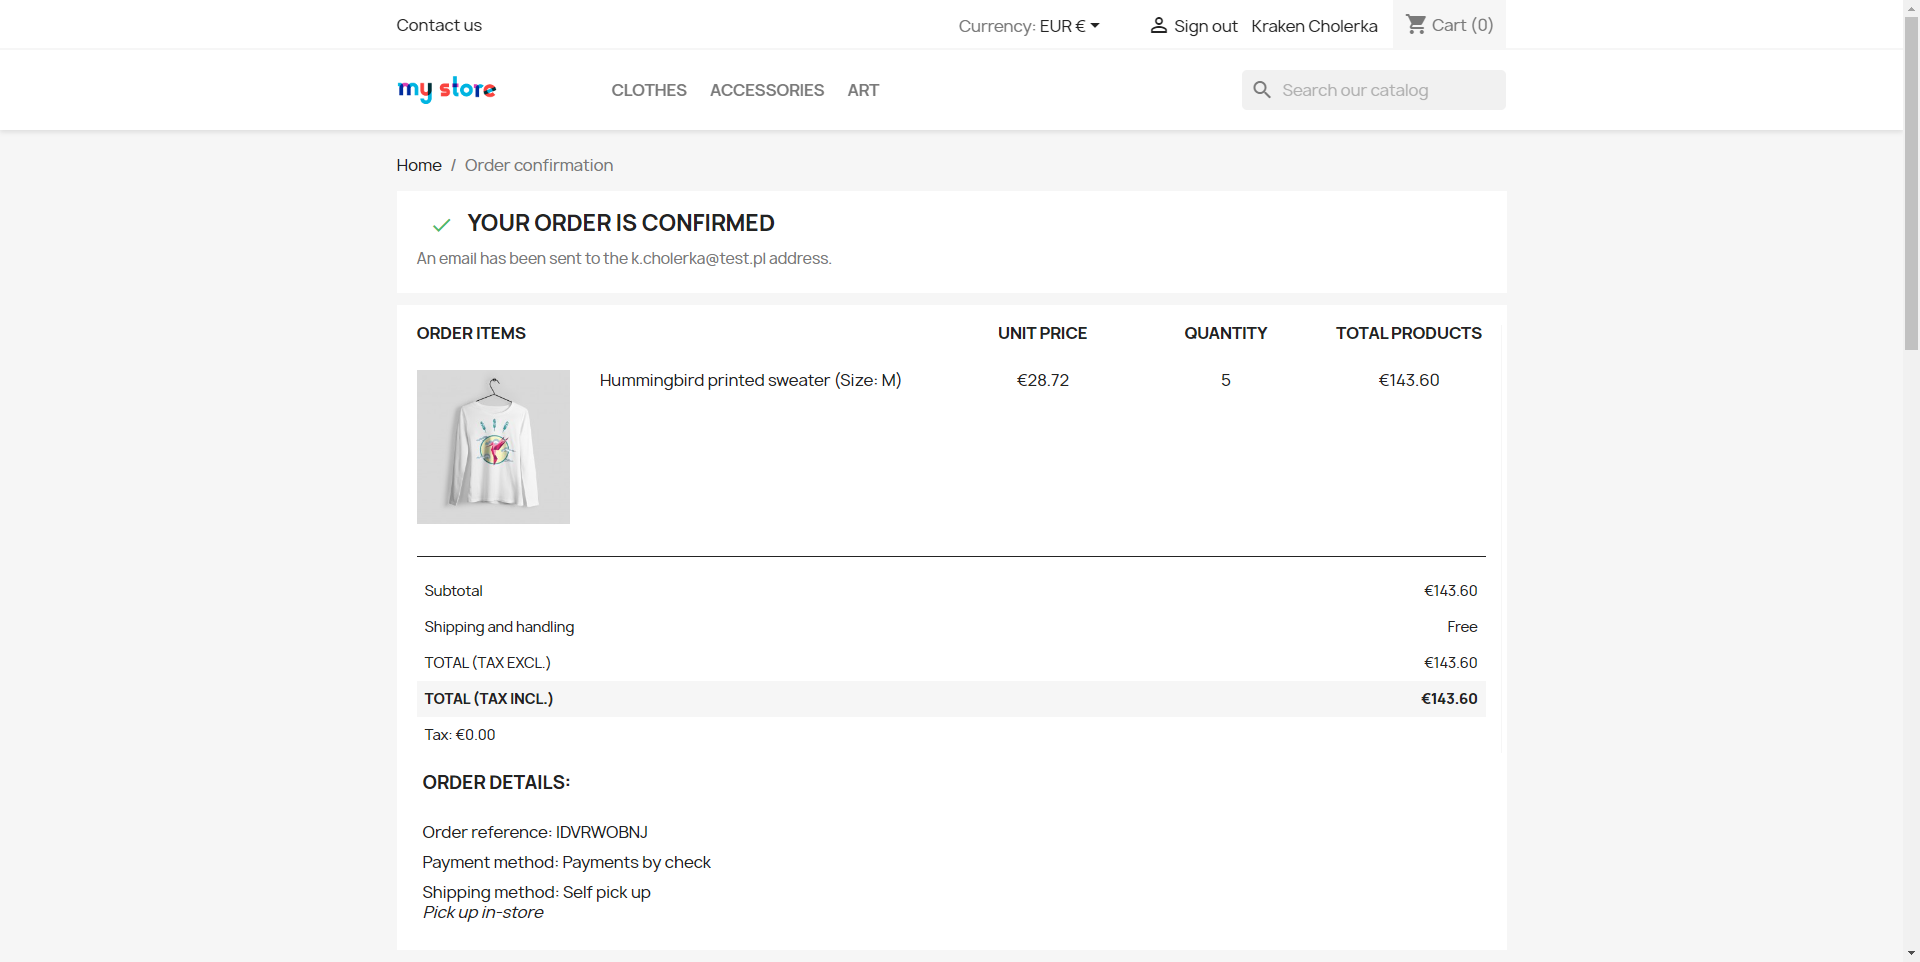 Contact us
Currency: EUR €
Sign out
Kraken Cholerka
Cart (0)
my store
CLOTHES
ACCESSORIES
ART
Search our catalog
Home / Order confirmation
YOUR ORDER IS CONFIRMED
An email has been sent to the k.cholerka@test.pl address.
ORDER ITEMS
UNIT PRICE
QUANTITY
TOTAL PRODUCTS
Hummingbird printed sweater (Size: M)
€28.72
5
€143.60
Subtotal
€143.60
Shipping and handling
Free
TOTAL (TAX EXCL.)
€143.60
TOTAL (TAX INCL.)
€143.60
Tax: €0.00
ORDER DETAILS:
Order reference: IDVRWOBNJ
Payment method: Payments by check
Shipping method: Self pick up
Pick up in-store